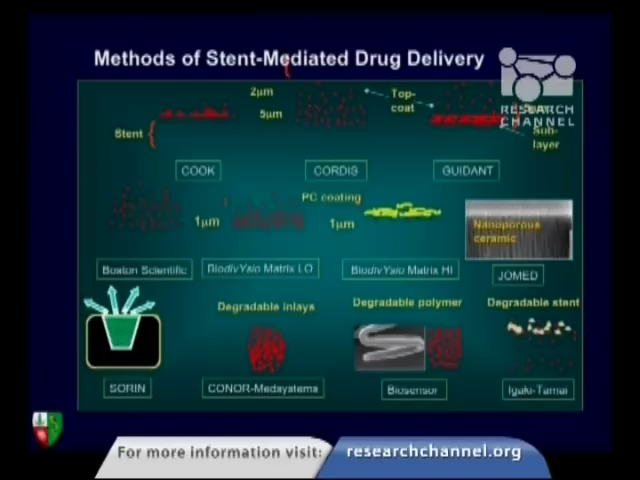 Methods of Stent-Mediated Drug Delivery
RESEARCH
CHANNEL
2µm
5µm
Top-
coat
Stent
Sub-
layer
COOK
CORDIS
GUIDANT
1µm
PC coating
1µm
Nanoporous
ceramic
Boston Scientific
BiodivYsio Matrix LO
BiodivYsio Matrix HI
JOMED
Degradable inlays
Degradable polymer
Degradable stent
SORIN
CONOR-Medsystems
Biosensor
Igaki-Tamai
For more information visit:
researchchannel.org